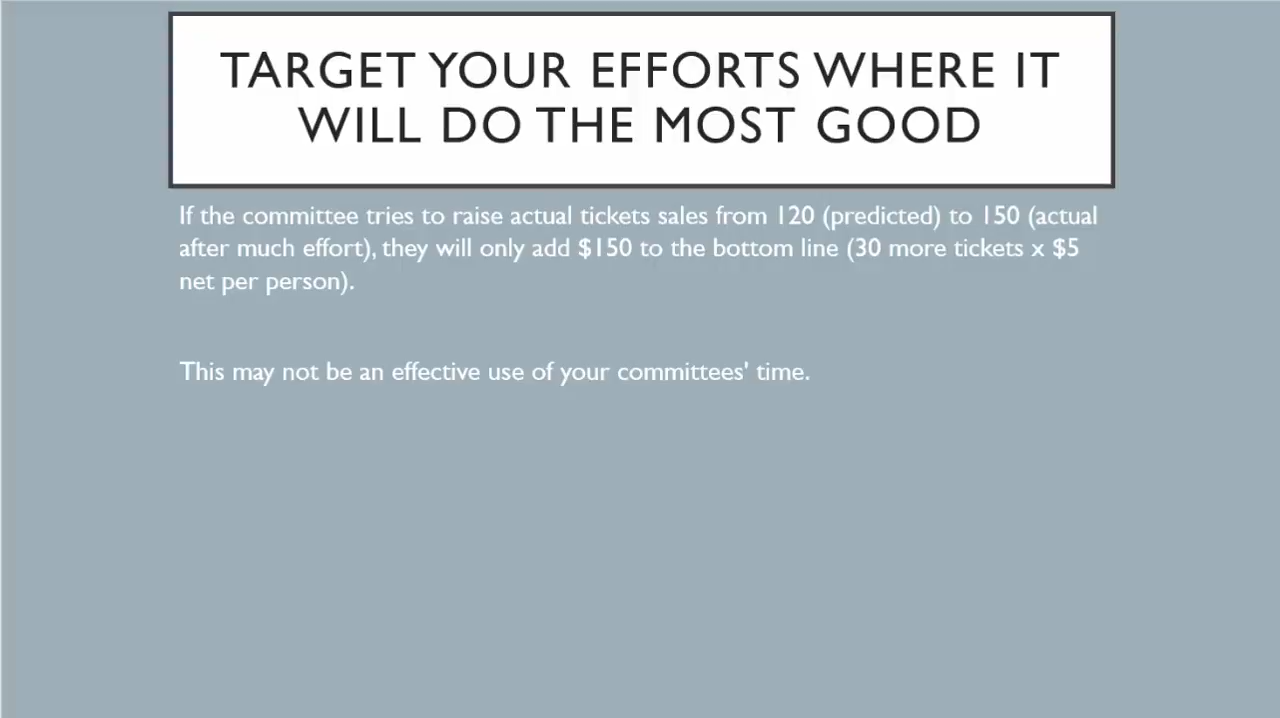 TARGET YOUR EFFORTS WHERE IT
WILL DO THE MOST GOOD
If the committee tries to raise actual tickets sales from 120 (predicted) to 150 (actual
after much effort), they will only add $150 to the bottom line (30 more tickets x $5
net per person).
This may not be an effective use of your committees' time.